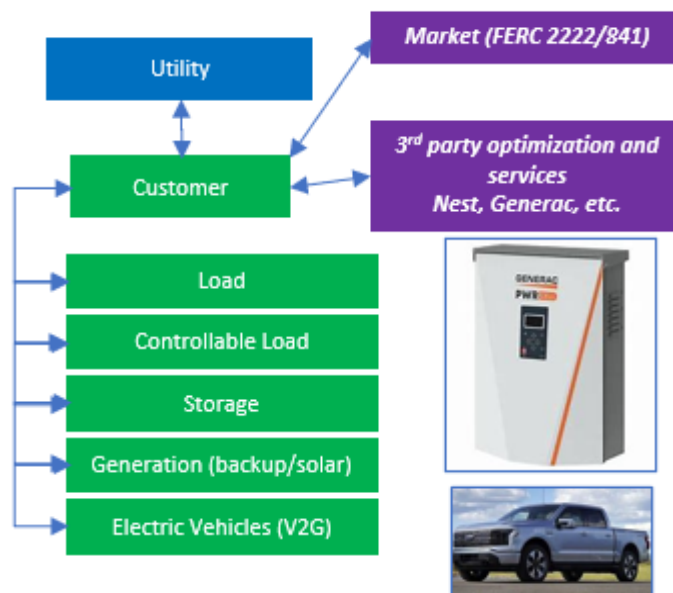 Utility
Market (FERC 2222/841)
Customer
3rd party optimization and
services
Nest, Generac, etc.
Load
Controllable Load
Storage
Generation (backup/solar)
Electric Vehicles (V2G)
GENERAC
PWR